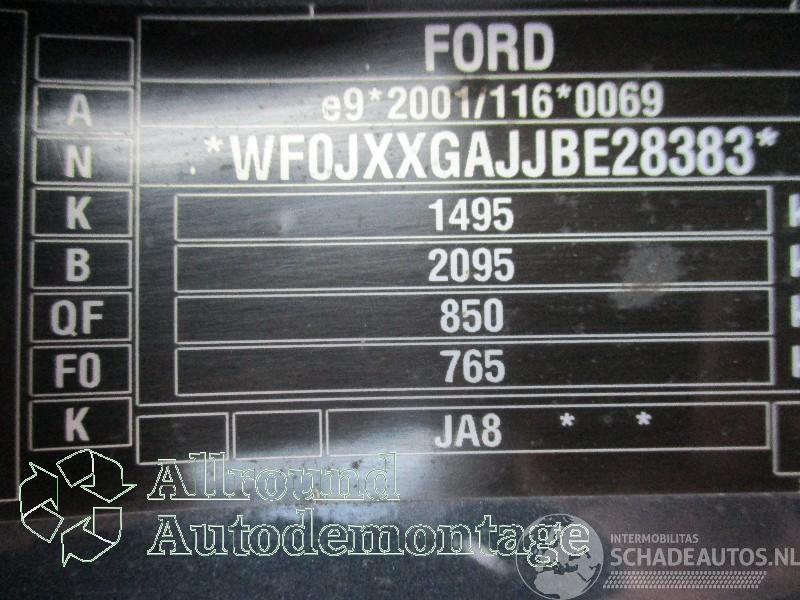 FORD
A e9*2001/116*0069
N *WF0JXXGAJJBE28383*
K 1495
B 2095
QF 850
F0 765
K JA8 * *
Allround
Autodemontage
INTERMOBILITAS
SCHADEAUTOS.NL